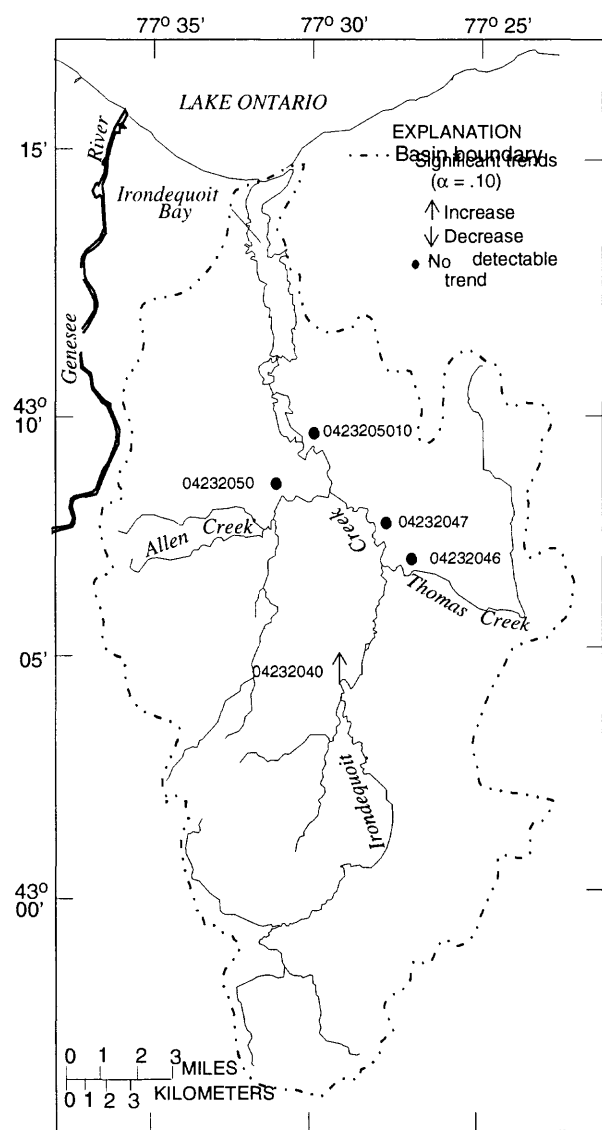 77° 35' 77° 30' 77° 25'
LAKE ONTARIO
EXPLANATION
15'
River
Basin boundary
Significant trends
(α = .10)
Irondequoit
Bay
Increase
Decrease
No detectable
trend
Genesee
43°
10'
0423205010
04232050
04232047
Allen Creek
Creek
04232046
Thomas Creek
05'
04232040
Irondequoit
43°
00'
0 1 2 3
MILES
KILOMETERS
0 1 2 3